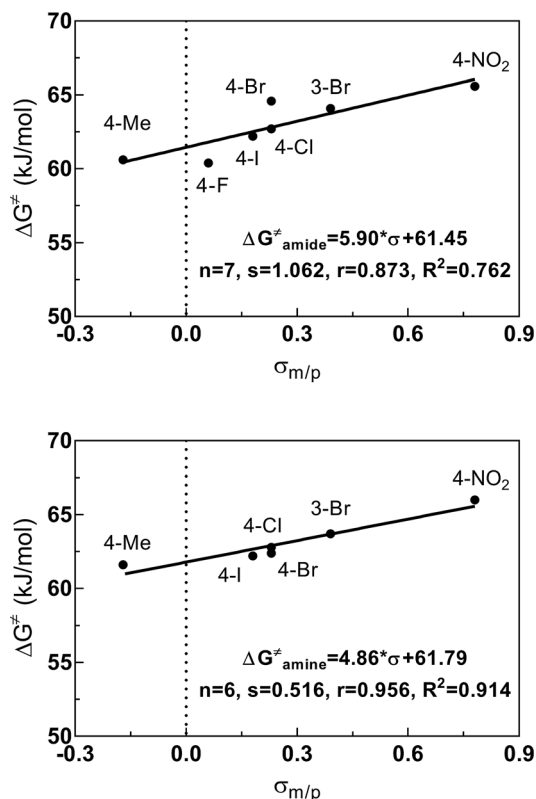 70
65
60
55
50
ΔG≠ (kJ/mol)
4-Me
4-F
4-I
4-Br
4-Cl
3-Br
4-NO₂
ΔG≠amide=5.90*σ+61.45
n=7, s=1.062, r=0.873, R²=0.762
-0.3 0.0 0.3 0.6 0.9
σm/p
70
65
60
55
50
ΔG≠ (kJ/mol)
4-Me
4-I
4-Cl
4-Br
3-Br
4-NO₂
ΔG≠amine=4.86*σ+61.79
n=6, s=0.516, r=0.956, R²=0.914
-0.3 0.0 0.3 0.6 0.9
σm/p